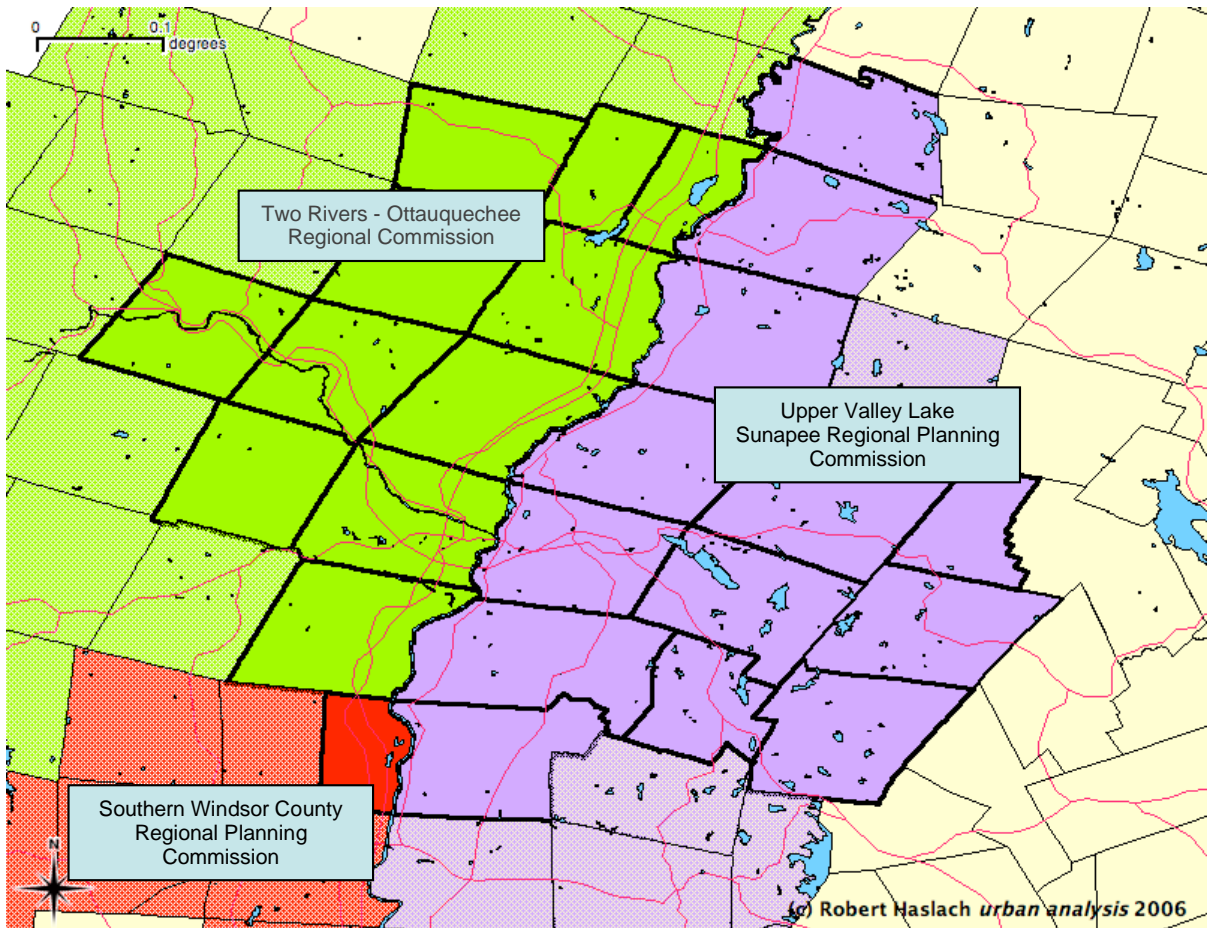 0 0.1
degrees
Two Rivers - Ottauquechee
Regional Commission
Upper Valley Lake
Sunapee Regional Planning
Commission
Southern Windsor County
Regional Planning
Commission
N
(c) Robert Haslach urban analysis 2006